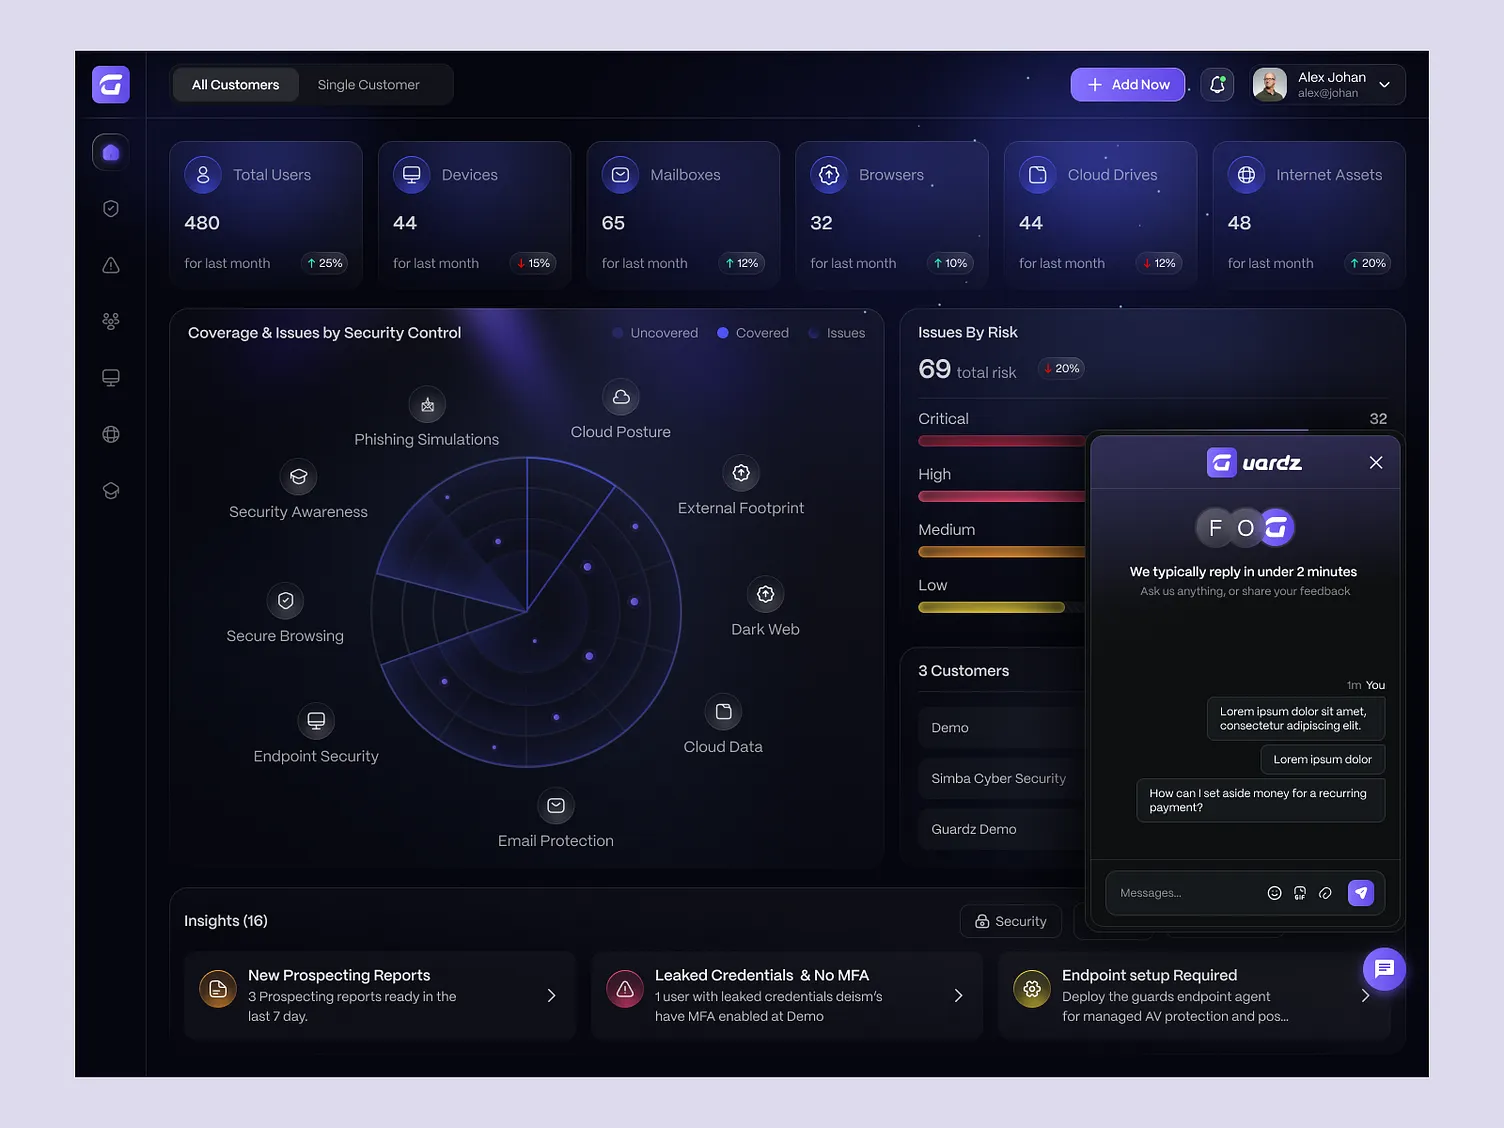 All Customers
Single Customer
Add Now
Alex Johan
alex@johan
Total Users
480
for last month
25%
Devices
44
for last month
15%
Mailboxes
65
for last month
12%
Browsers
32
for last month
10%
Cloud Drives
44
for last month
12%
Internet Assets
48
for last month
20%
Coverage & Issues by Security Control
Uncovered
Covered
Issues
Phishing Simulations
Cloud Posture
Security Awareness
External Footprint
Secure Browsing
Dark Web
Endpoint Security
Cloud Data
Email Protection
Issues By Risk
69 total risk
20%
Critical
32
High
Medium
Low
3 Customers
Demo
Simba Cyber Security
Guardz Demo
Guardz
F O G
We typically reply in under 2 minutes
Ask us anything, or share your feedback
1m You
Lorem ipsum dolor sit amet,
consectetur adipiscing elit.
Lorem ipsum dolor
How can I set aside money for a recurring
payment?
Messages...
GIF
Insights (16)
Security
New Prospecting Reports
3 Prospecting reports ready in the
last 7 day.
Leaked Credentials & No MFA
1 user with leaked credentials deism's
have MFA enabled at Demo
Endpoint setup Required
Deploy the guards endpoint agent
for managed AV protection and pos...